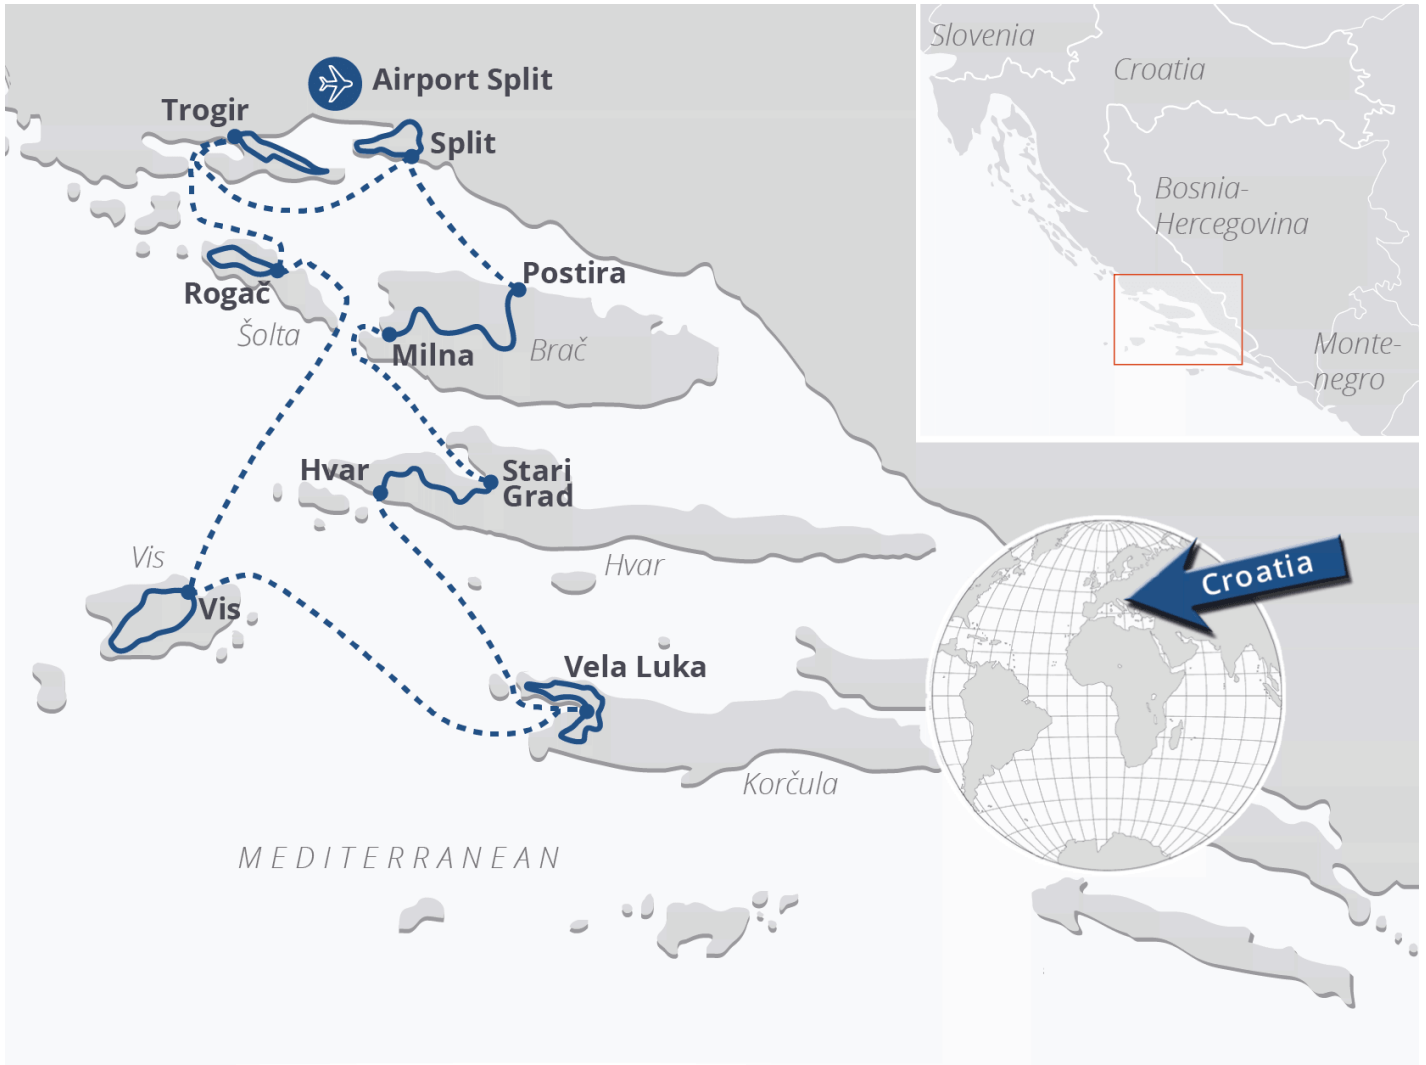 Airport Split
Trogir
Split
Postira
Rogač
Šolta
Milna
Brač
Hvar
Stari
Grad
Hvar
Vis
Vis
Vela Luka
Korčula
MEDITERRANEAN
Slovenia
Croatia
Bosnia-
Hercegovina
Monte-
negro
Croatia